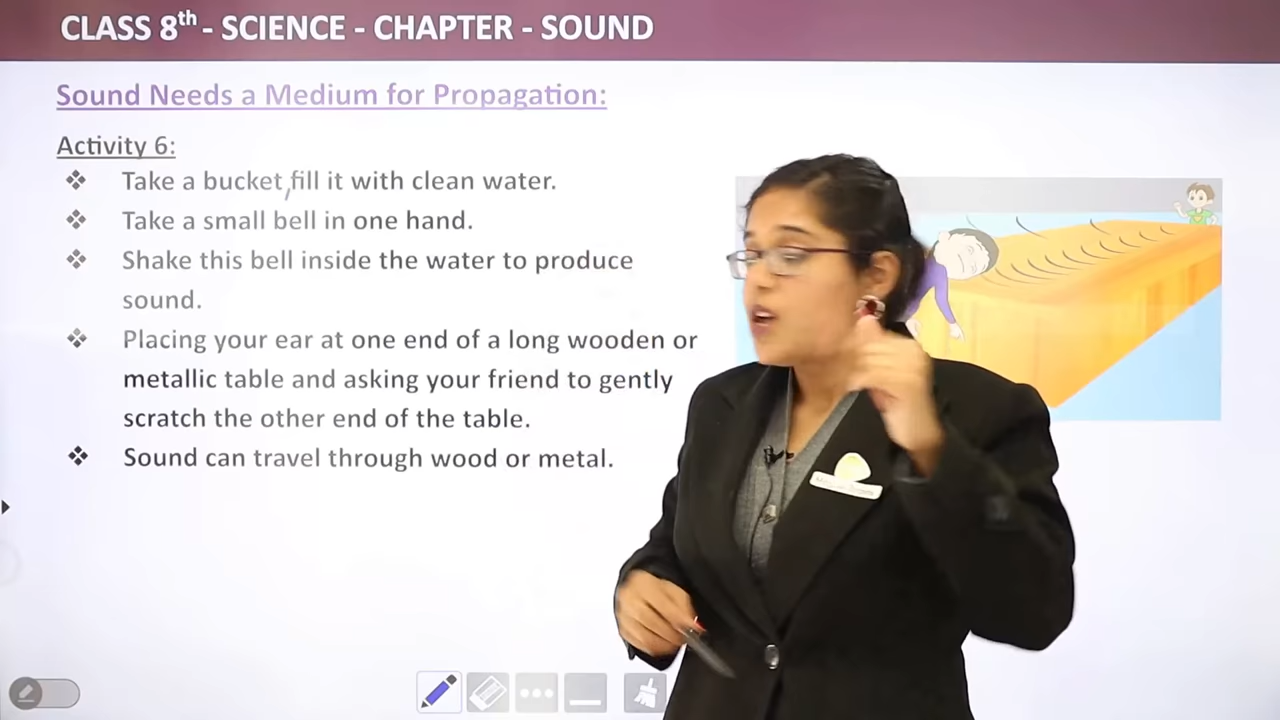 CLASS 8th - SCIENCE - CHAPTER - SOUND
Sound Needs a Medium for Propagation:
Activity 6:
❖ Take a bucket, fill it with clean water.
❖ Take a small bell in one hand.
❖ Shake this bell inside the water to produce
sound.
❖ Placing your ear at one end of a long wooden or
metallic table and asking your friend to gently
scratch the other end of the table.
❖ Sound can travel through wood or metal.